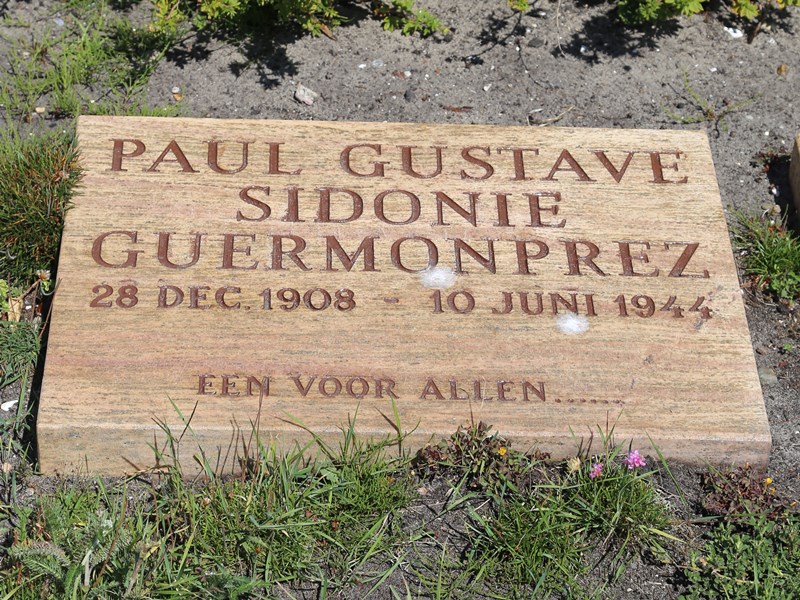 PAUL GUSTAVE
SIDONIE
GUERMONPREZ
28 DEC. 1908 - 10 JUNI 1944
EEN VOOR ALLEN......